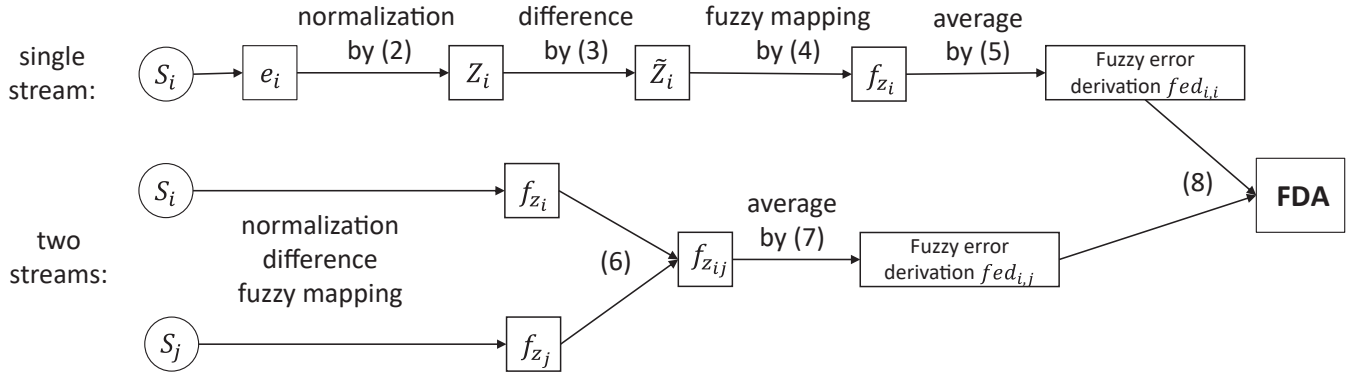 normalization
by (2)
difference
by (3)
fuzzy mapping
by (4)
average
by (5)
single
stream:
S_i
e_i
Z_i
Z̃_i
f_{z_i}
Fuzzy error
derivation fed_{i,i}
two
streams:
S_i
f_{z_i}
normalization
difference
fuzzy mapping
(6)
f_{z_{ij}}
average
by (7)
Fuzzy error
derivation fed_{i,j}
(8)
FDA
S_j
f_{z_j}